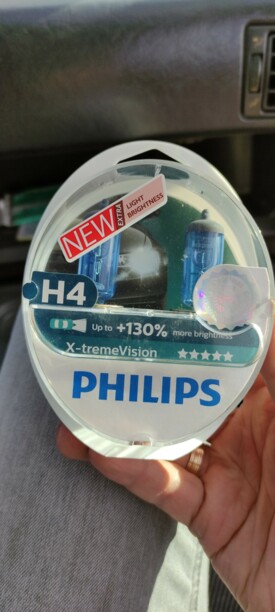 NEW
EXTRA
LIGHT
BRIGHTNESS
H4
Up to +130% more brightness
X-tremeVision
PHILIPS